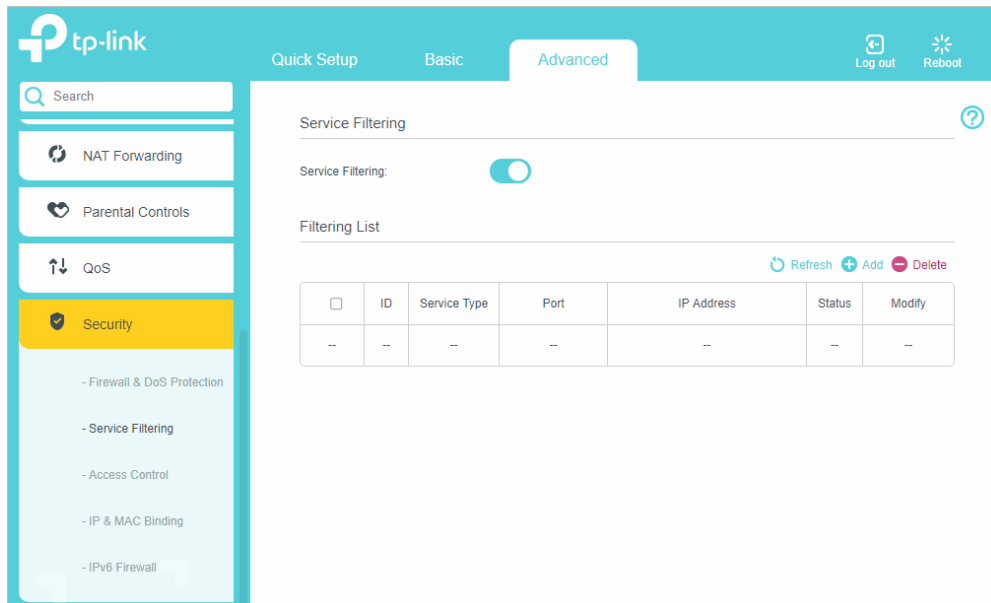 tp-link
Quick Setup Basic Advanced Log out Reboot
Search
NAT Forwarding
Parental Controls
QoS
Security
- Firewall & DoS Protection
- Service Filtering
- Access Control
- IP & MAC Binding
- IPv6 Firewall
Service Filtering
Service Filtering:
Filtering List
Refresh Add Delete
ID Service Type Port IP Address Status Modify
-- -- -- -- -- -- --